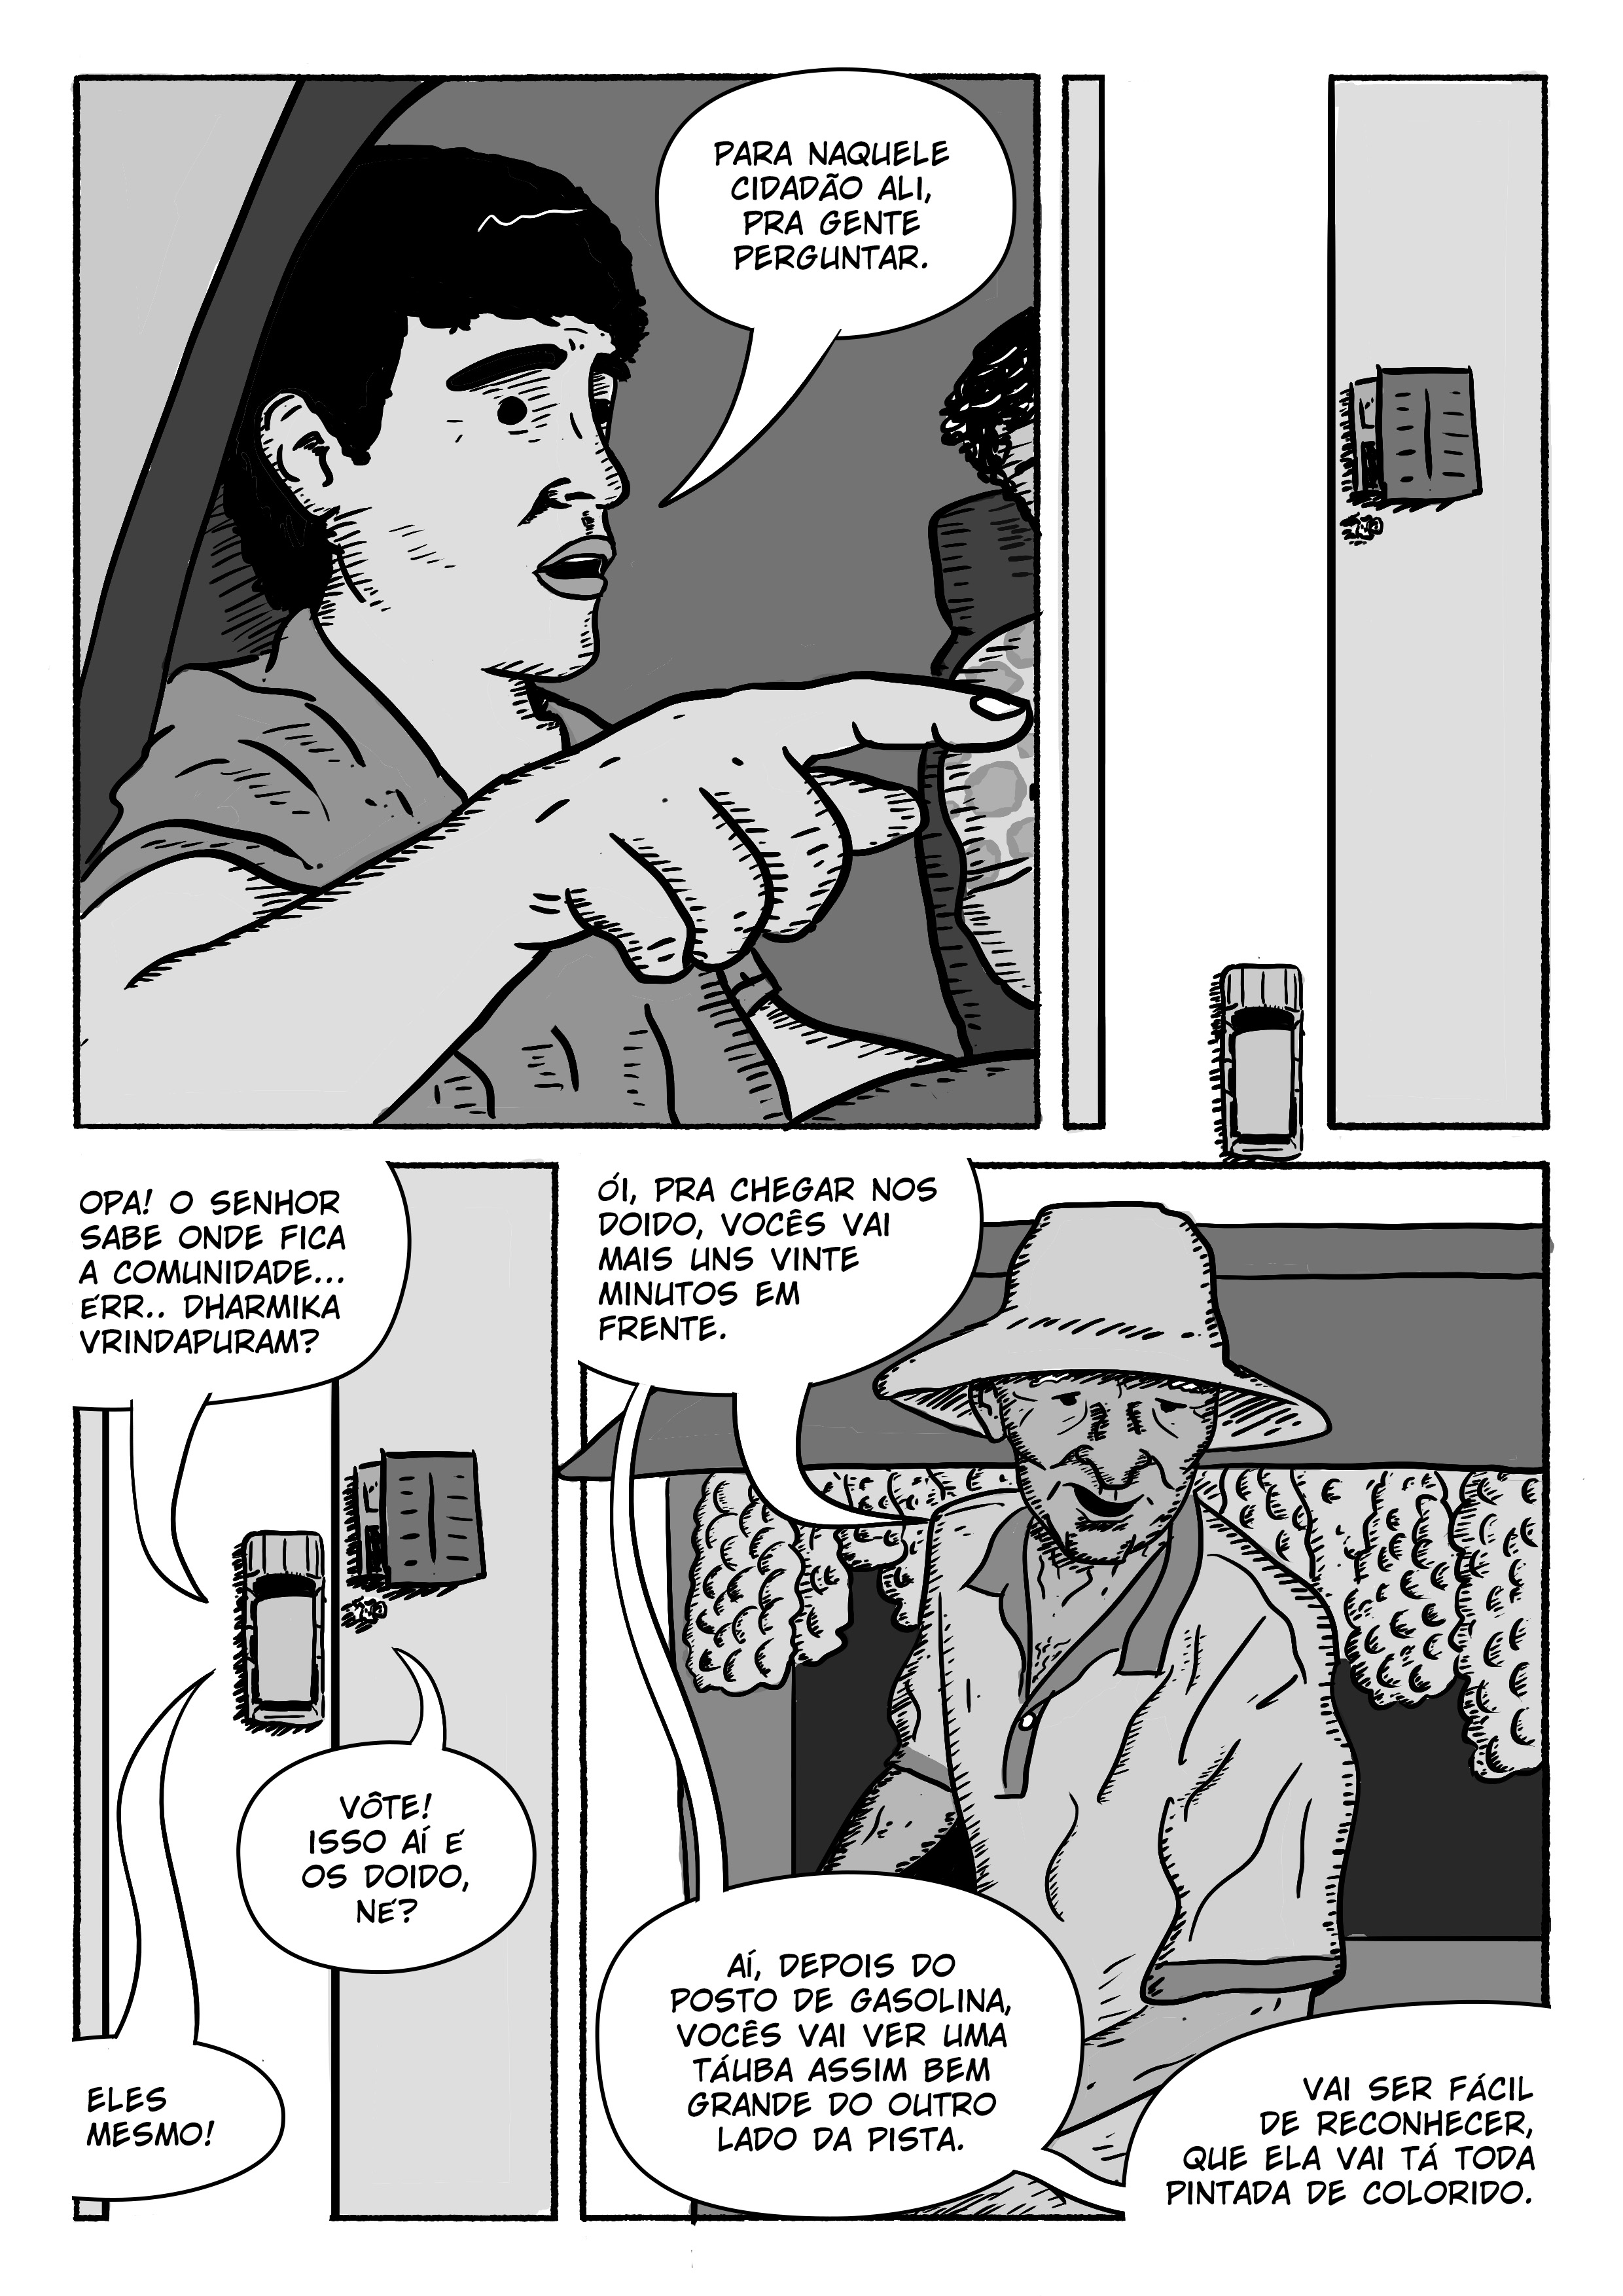 PARA NAQUELE
CIDADÃO ALI,
PRA GENTE
PERGUNTAR.
OPA! O SENHOR
SABE ONDE FICA
A COMUNIDADE...
ÉRR.. DHARMIKA
VRINDAPURAM?
VÔTE!
ISSO AÍ É
OS DOIDO,
NÉ?
ELES
MESMO!
ÓI, PRA CHEGAR NOS
DOIDO, VOCÊS VAI
MAIS UNS VINTE
MINUTOS EM
FRENTE.
AÍ, DEPOIS DO
POSTO DE GASOLINA,
VOCÊS VAI VER UMA
TÁUBA ASSIM BEM
GRANDE DO OUTRO
LADO DA PISTA.
VAI SER FÁCIL
DE RECONHECER,
QUE ELA VAI TÁ TODA
PINTADA DE COLORIDO.